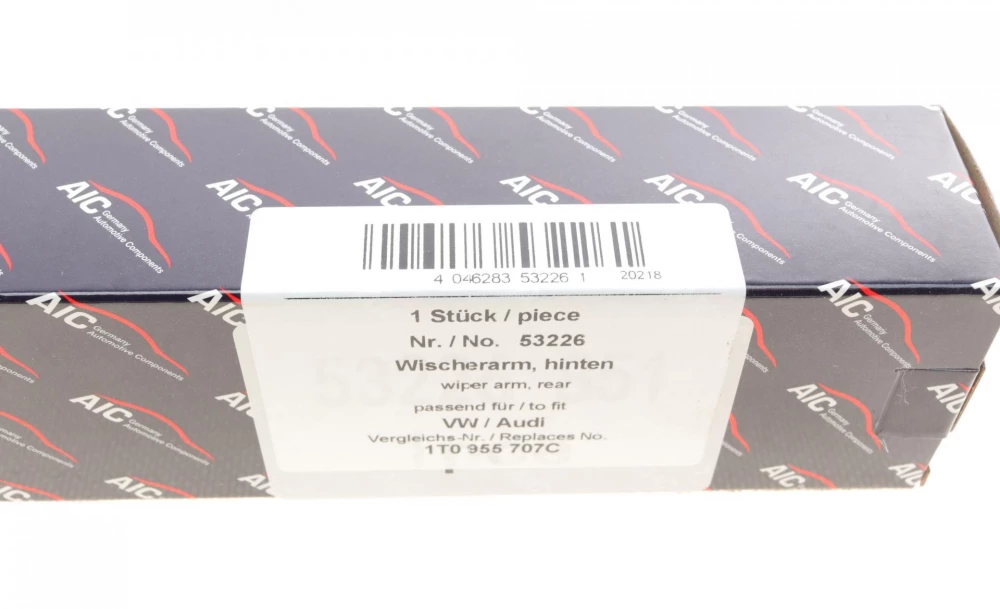 AIC Germany
Automotive Components
4 046283 53226 1 20218
1 Stück / piece
Nr. / No. 53226
Wischerarm, hinten
wiper arm, rear
passend für / to fit
VW / Audi
Vergleichs-Nr. / Replaces No.
1T0 955 707C